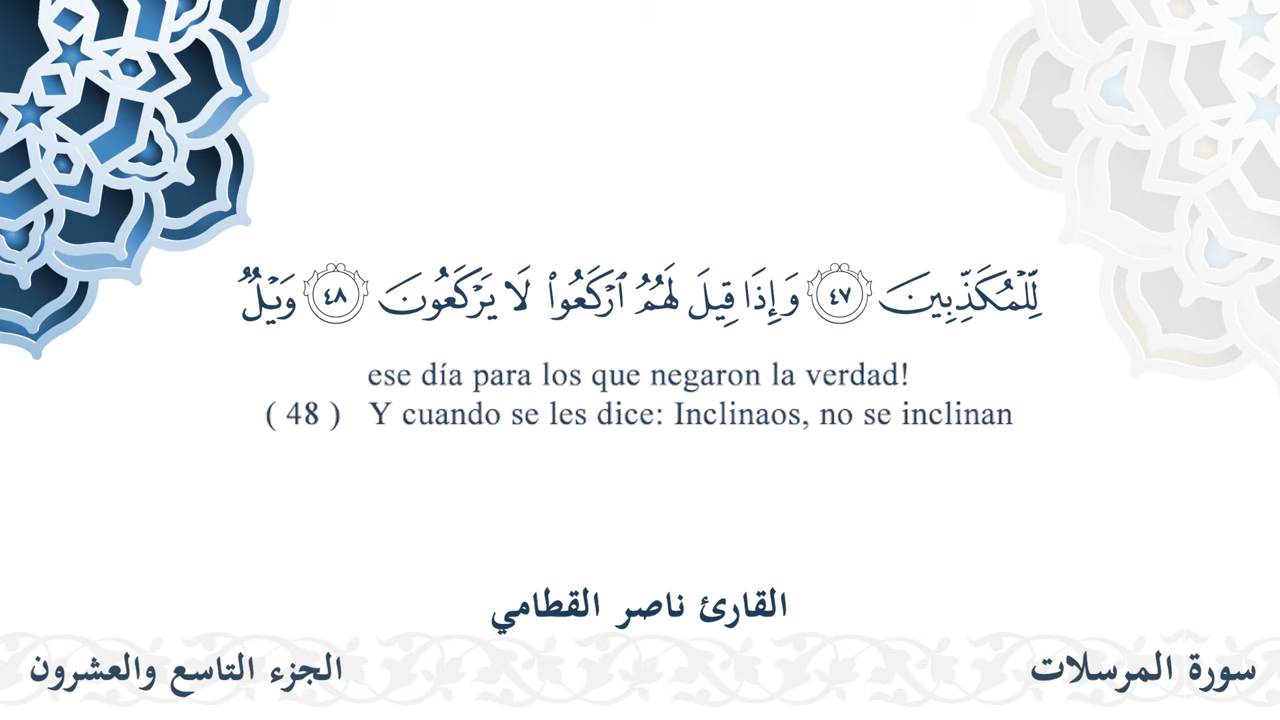 لِّلْمُكَذِّبِينَ ٤٧ وَإِذَا قِيلَ لَهُمُ ٱرْكَعُوا۟ لَا يَرْكَعُونَ ٤٨ وَيْلٌ
ese día para los que negaron la verdad!
( 48 ) Y cuando se les dice: Inclinaos, no se inclinan
القارئ ناصر القطامي
سورة المرسلات
الجزء التاسع والعشرون